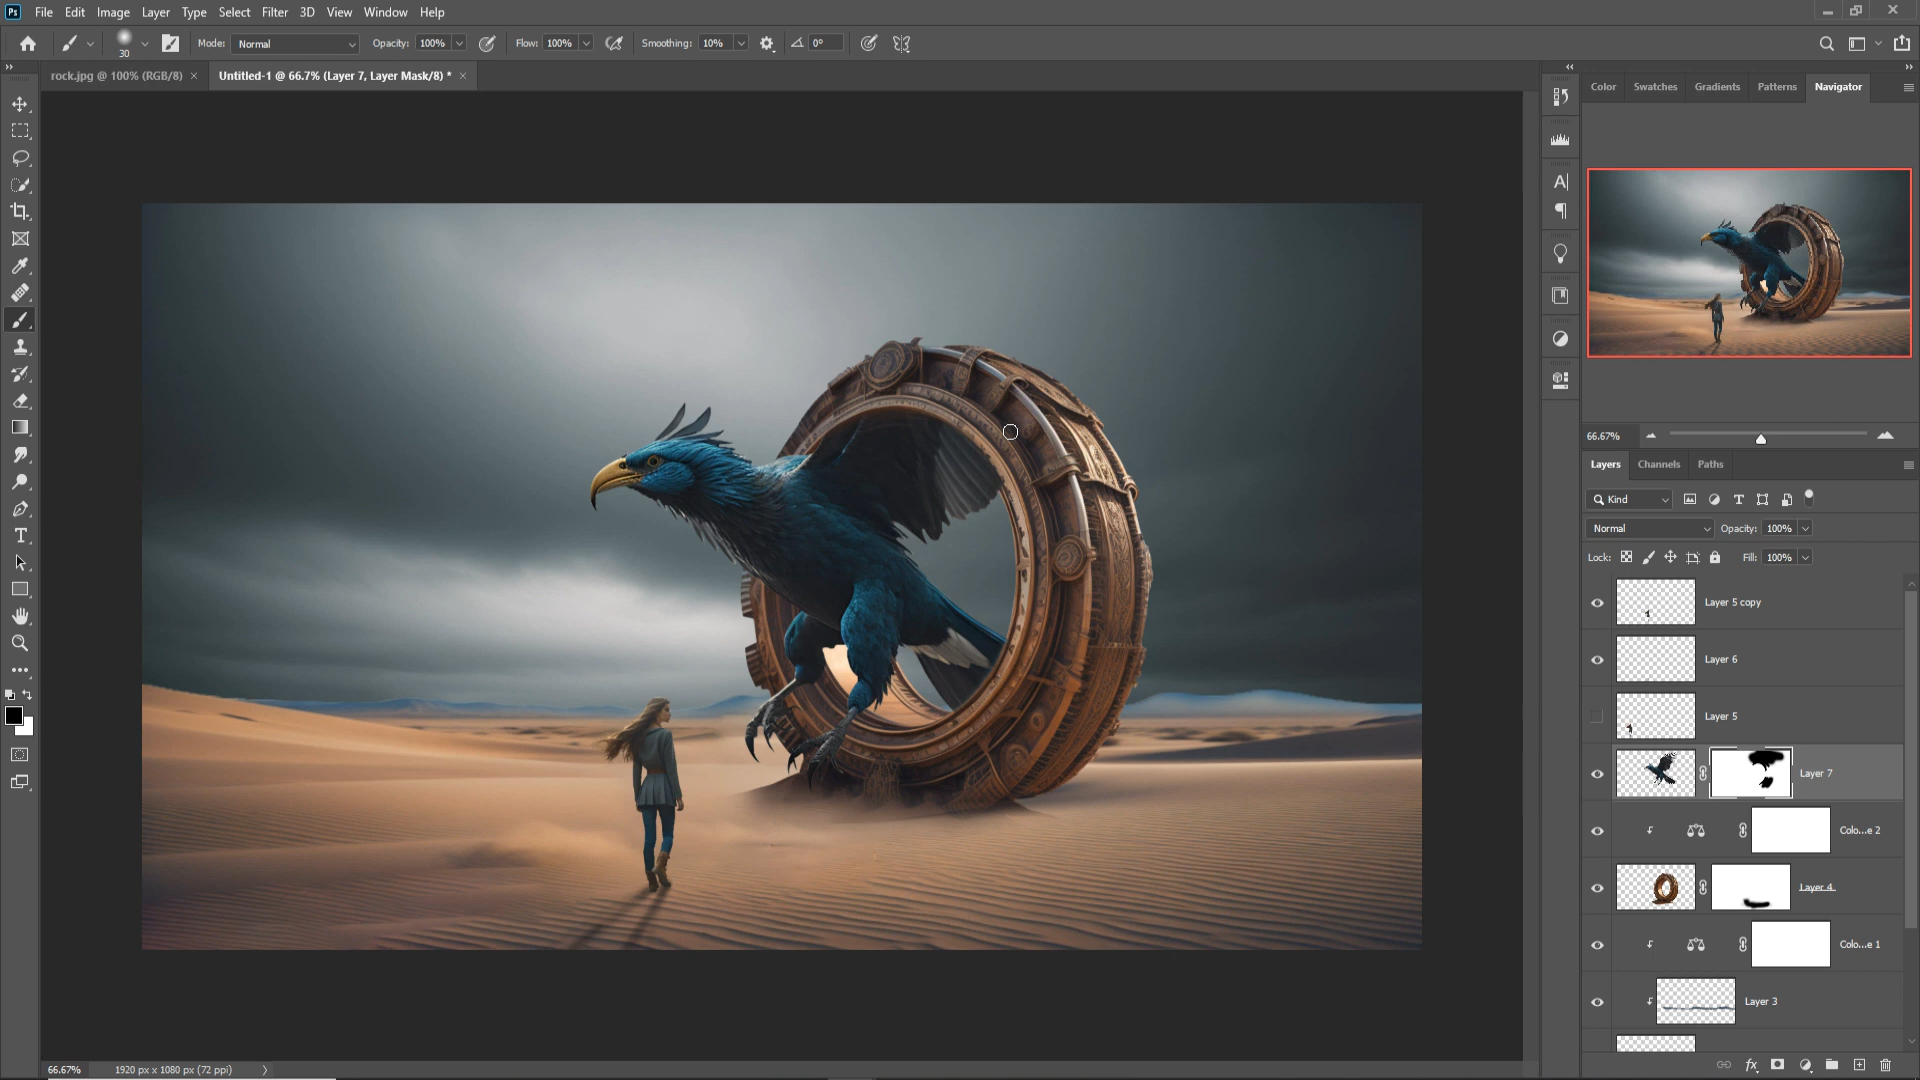 Ps File Edit Image Layer Type Select Filter 3D View Window Help
30 Mode: Normal Opacity: 100% Flow: 100% Smoothing: 10% 0°
rock.jpg @ 100% (RGB/8) × Untitled-1 @ 66.7% (Layer 7, Layer Mask/8) * ×
Color Swatches Gradients Patterns Navigator
66.67%
Layers Channels Paths
Kind
Normal Opacity: 100%
Lock: Fill: 100%
Layer 5 copy
Layer 6
Layer 5
Layer 7
Colo...e 2
Layer 4
Colo...e 1
Layer 3
66.67% 1920 px x 1080 px (72 ppi)